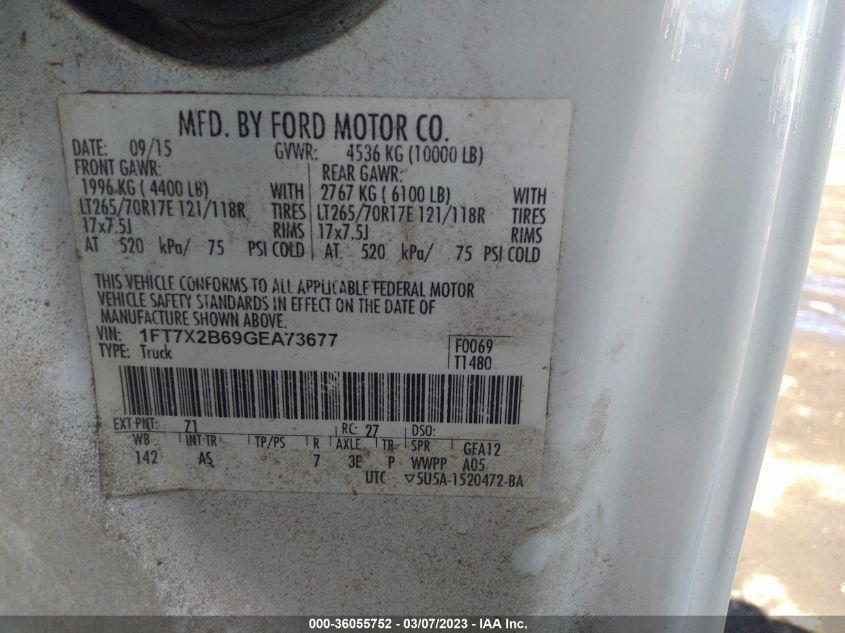 MFD. BY FORD MOTOR CO.
DATE: 09/15 GVWR: 4536 KG (10000 LB)
FRONT GAWR: REAR GAWR:
1996 KG ( 4400 LB) WITH 2767 KG ( 6100 LB) WITH
LT265/70R17E 121/118R TIRES LT265/70R17E 121/118R TIRES
17x7.5J RIMS 17x7.5J RIMS
AT 520 kPa/ 75 PSI COLD AT 520 kPa/ 75 PSI COLD
THIS VEHICLE CONFORMS TO ALL APPLICABLE FEDERAL MOTOR
VEHICLE SAFETY STANDARDS IN EFFECT ON THE DATE OF
MANUFACTURE SHOWN ABOVE.
VIN: 1FT7X2B69GEA73677 F0069
TYPE: Truck T1480
EXT PNT: Z1 RC: 27 DSO:
WB INT TR TP/PS R AXLE TR SPR GFA12
142 AS 7 3E P WWPP A05
UTC ▽5U5A-1520472-BA
000-36055752 - 03/07/2023 - IAA Inc.